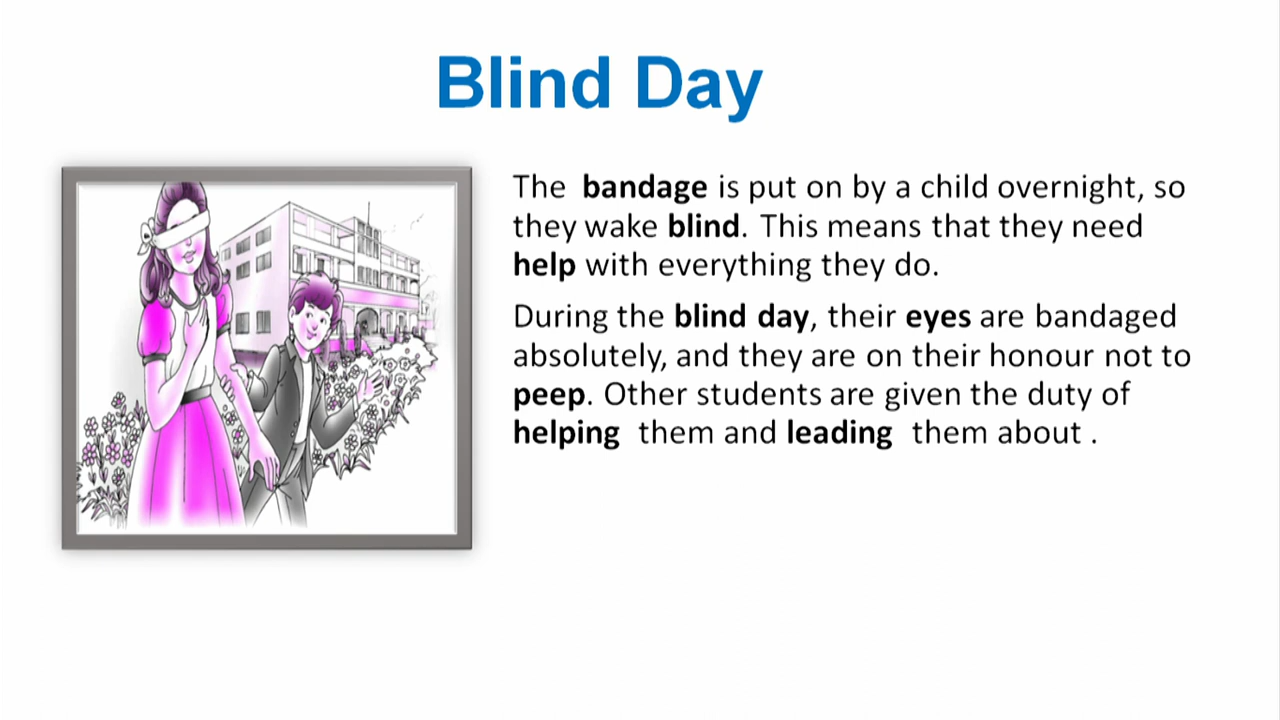 Blind Day
The bandage is put on by a child overnight, so
they wake blind. This means that they need
help with everything they do.
During the blind day, their eyes are bandaged
absolutely, and they are on their honour not to
peep. Other students are given the duty of
helping them and leading them about .